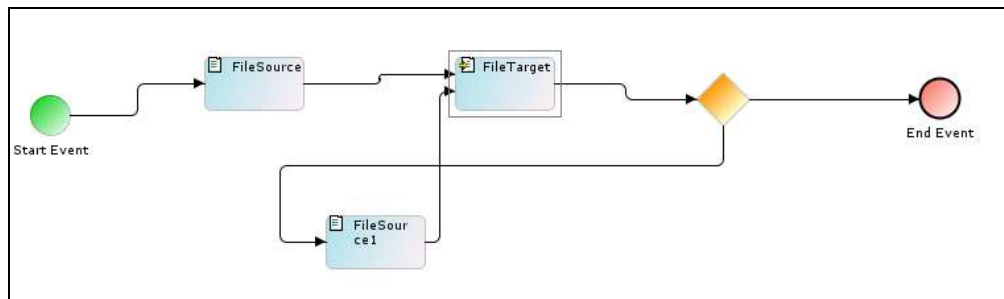 FileSource
FileTarget
Start Event
End Event
FileSour
ce1